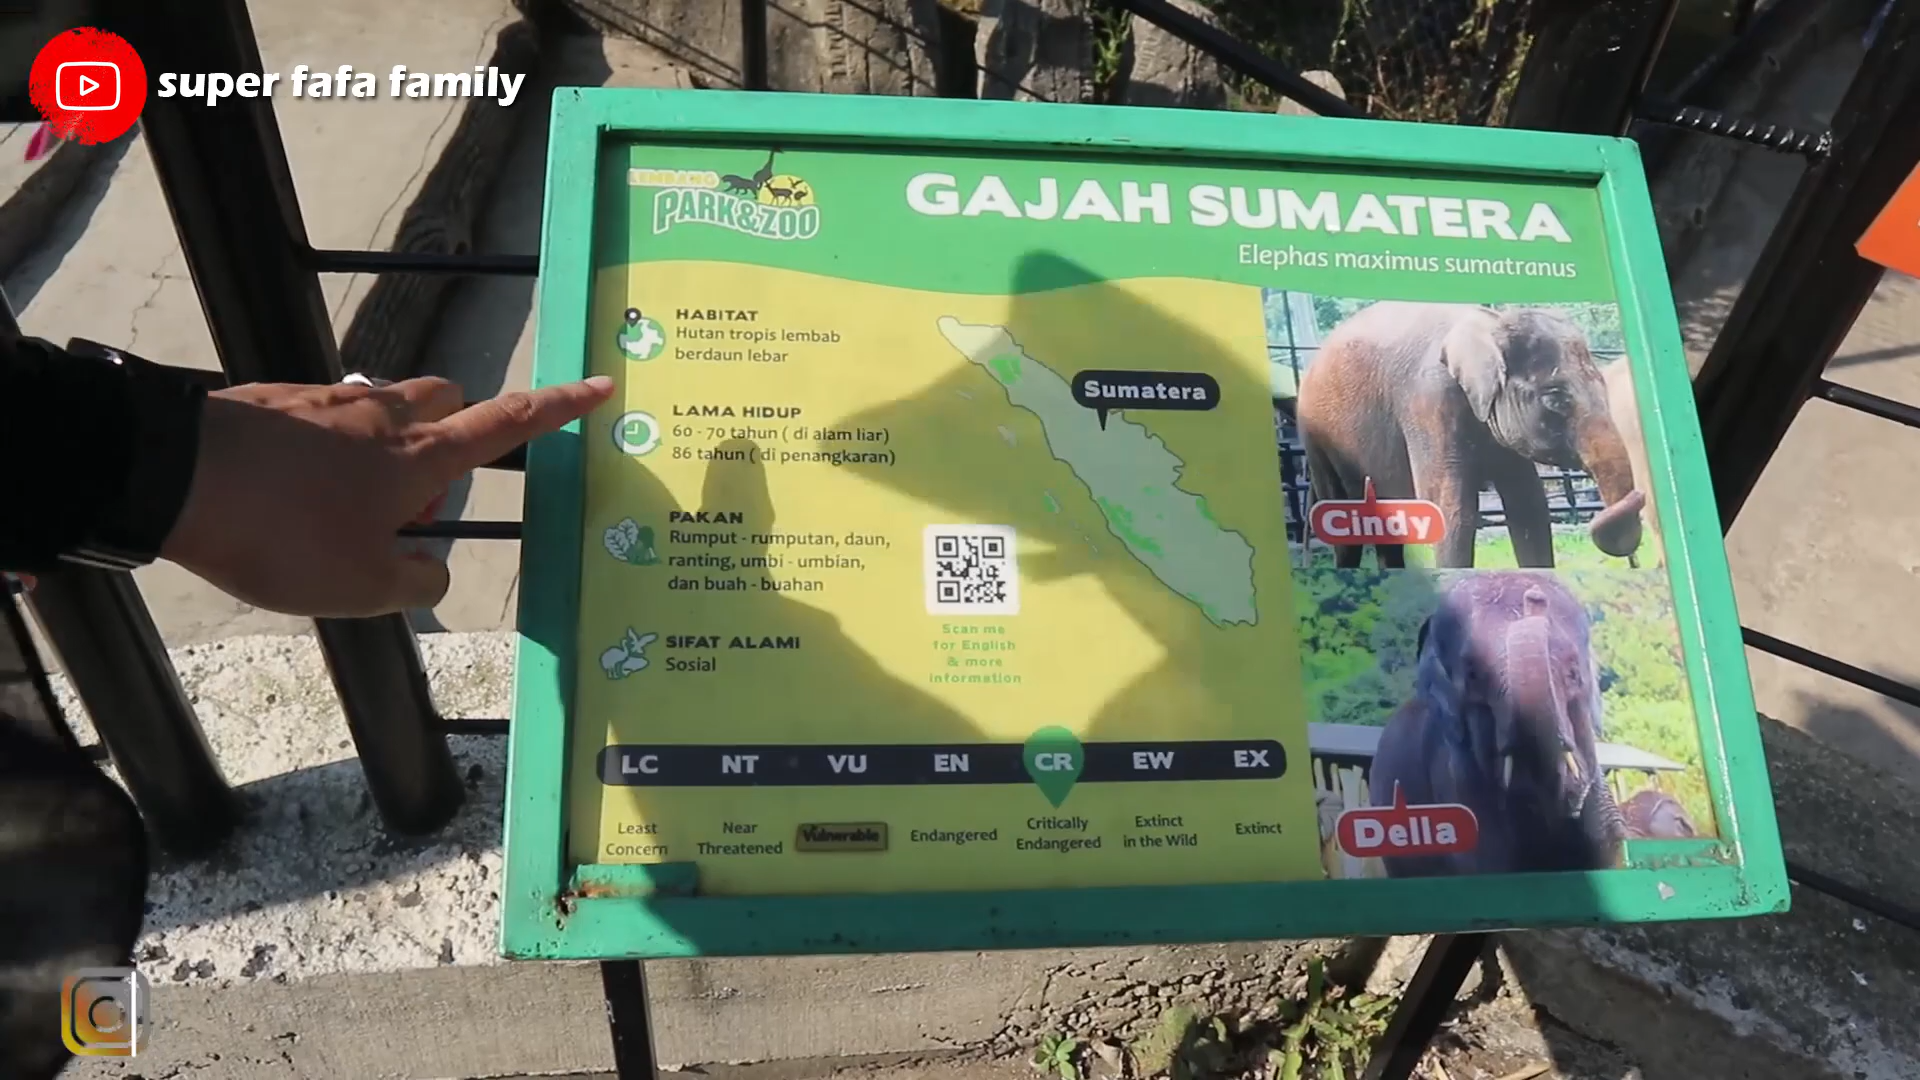 super fafa family
LEMBANG
PARK&ZOO
GAJAH SUMATERA
Elephas maximus sumatranus
HABITAT
Hutan tropis lembab
berdaun lebar
LAMA HIDUP
60 - 70 tahun ( di alam liar)
86 tahun ( di penangkaran)
PAKAN
Rumput - rumputan, daun,
ranting, umbi - umbian,
dan buah - buahan
SIFAT ALAMI
Sosial
Sumatera
Scan me
for English
& more
information
Cindy
Della
LC NT VU EN CR EW EX
Least
Concern
Near
Threatened
Vulnerable
Endangered
Critically
Endangered
Extinct
in the Wild
Extinct